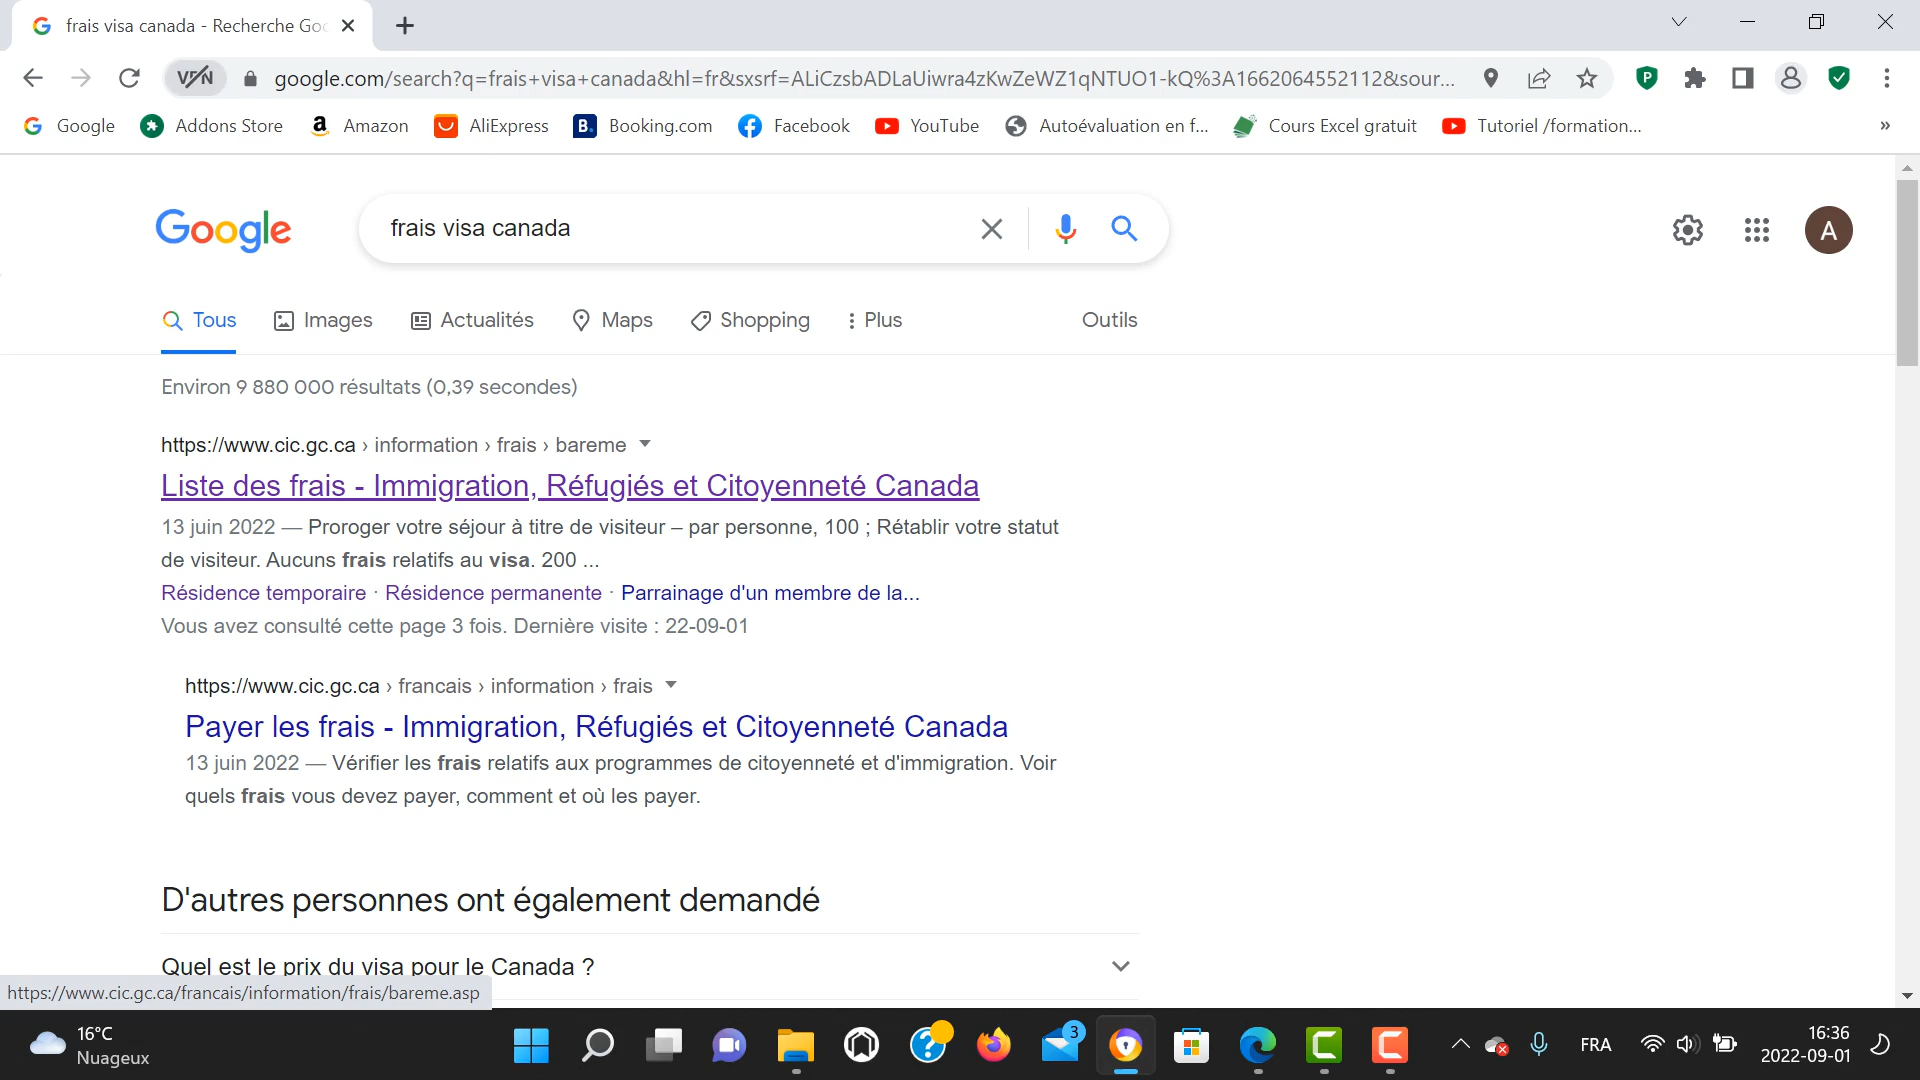 frais visa canada - Recherche Goo
VPN
google.com/search?q=frais+visa+canada&hl=fr&sxsrf=ALiCzsbADLaUiwra4zKwZeWZ1qNTUO1-kQ%3A1662064552112&sour...
Google Addons Store Amazon AliExpress Booking.com Facebook YouTube Autoévaluation en f... Cours Excel gratuit Tutoriel /formation... »
Google frais visa canada A
Tous Images Actualités Maps Shopping Plus Outils
Environ 9 880 000 résultats (0,39 secondes)
https://www.cic.gc.ca › information › frais › bareme
Liste des frais - Immigration, Réfugiés et Citoyenneté Canada
13 juin 2022 — Proroger votre séjour à titre de visiteur – par personne, 100 ; Rétablir votre statut
de visiteur. Aucuns frais relatifs au visa. 200 ...
Résidence temporaire · Résidence permanente · Parrainage d'un membre de la...
Vous avez consulté cette page 3 fois. Dernière visite : 22-09-01
https://www.cic.gc.ca › francais › information › frais
Payer les frais - Immigration, Réfugiés et Citoyenneté Canada
13 juin 2022 — Vérifier les frais relatifs aux programmes de citoyenneté et d'immigration. Voir
quels frais vous devez payer, comment et où les payer.
D'autres personnes ont également demandé
Quel est le prix du visa pour le Canada ?
https://www.cic.gc.ca/francais/information/frais/bareme.asp
16°C
Nuageux
3
FRA
16:36
2022-09-01